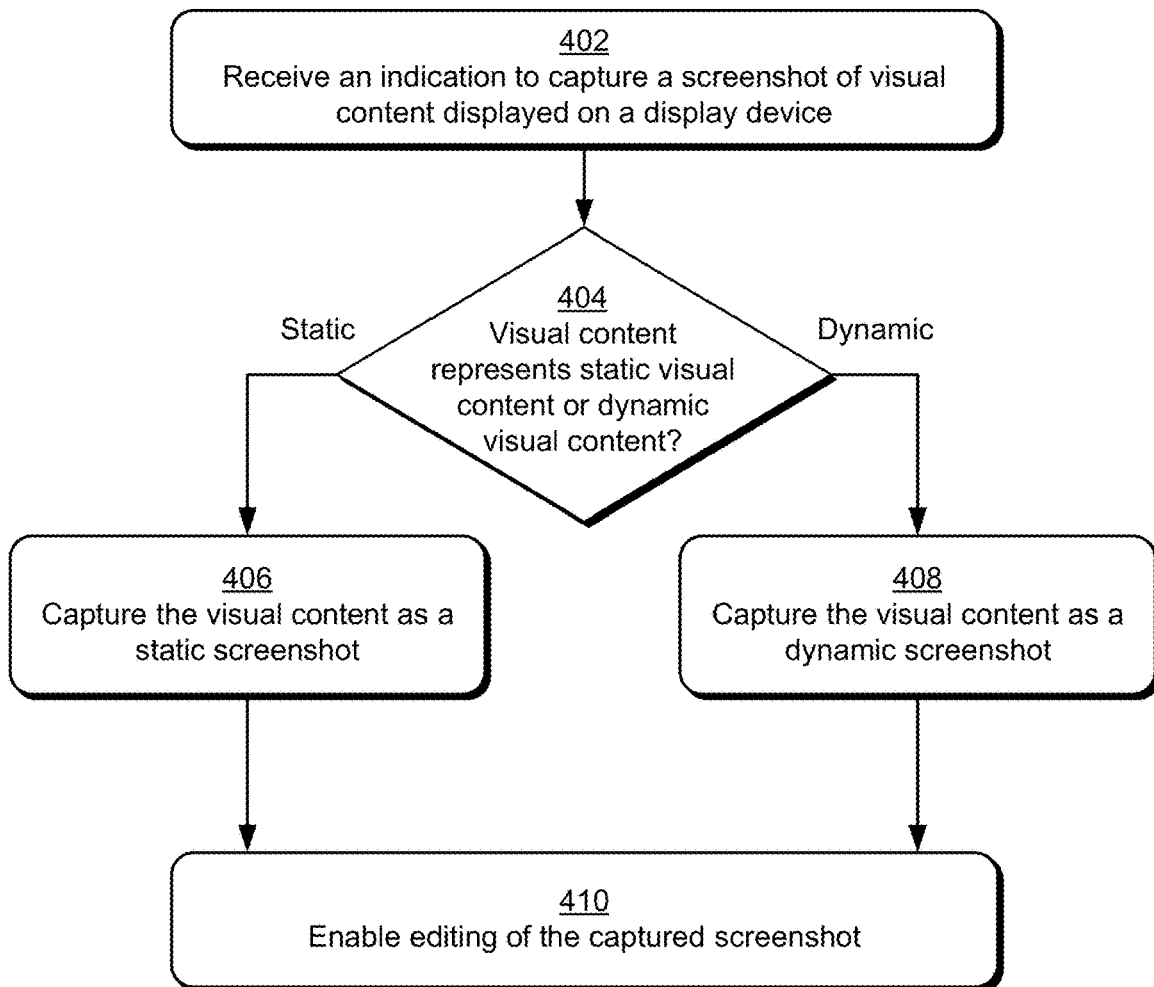 402
Receive an indication to capture a screenshot of visual
content displayed on a display device
404
Visual content
represents static visual
content or dynamic
visual content?
Static
Dynamic
406
Capture the visual content as a
static screenshot
408
Capture the visual content as a
dynamic screenshot
410
Enable editing of the captured screenshot